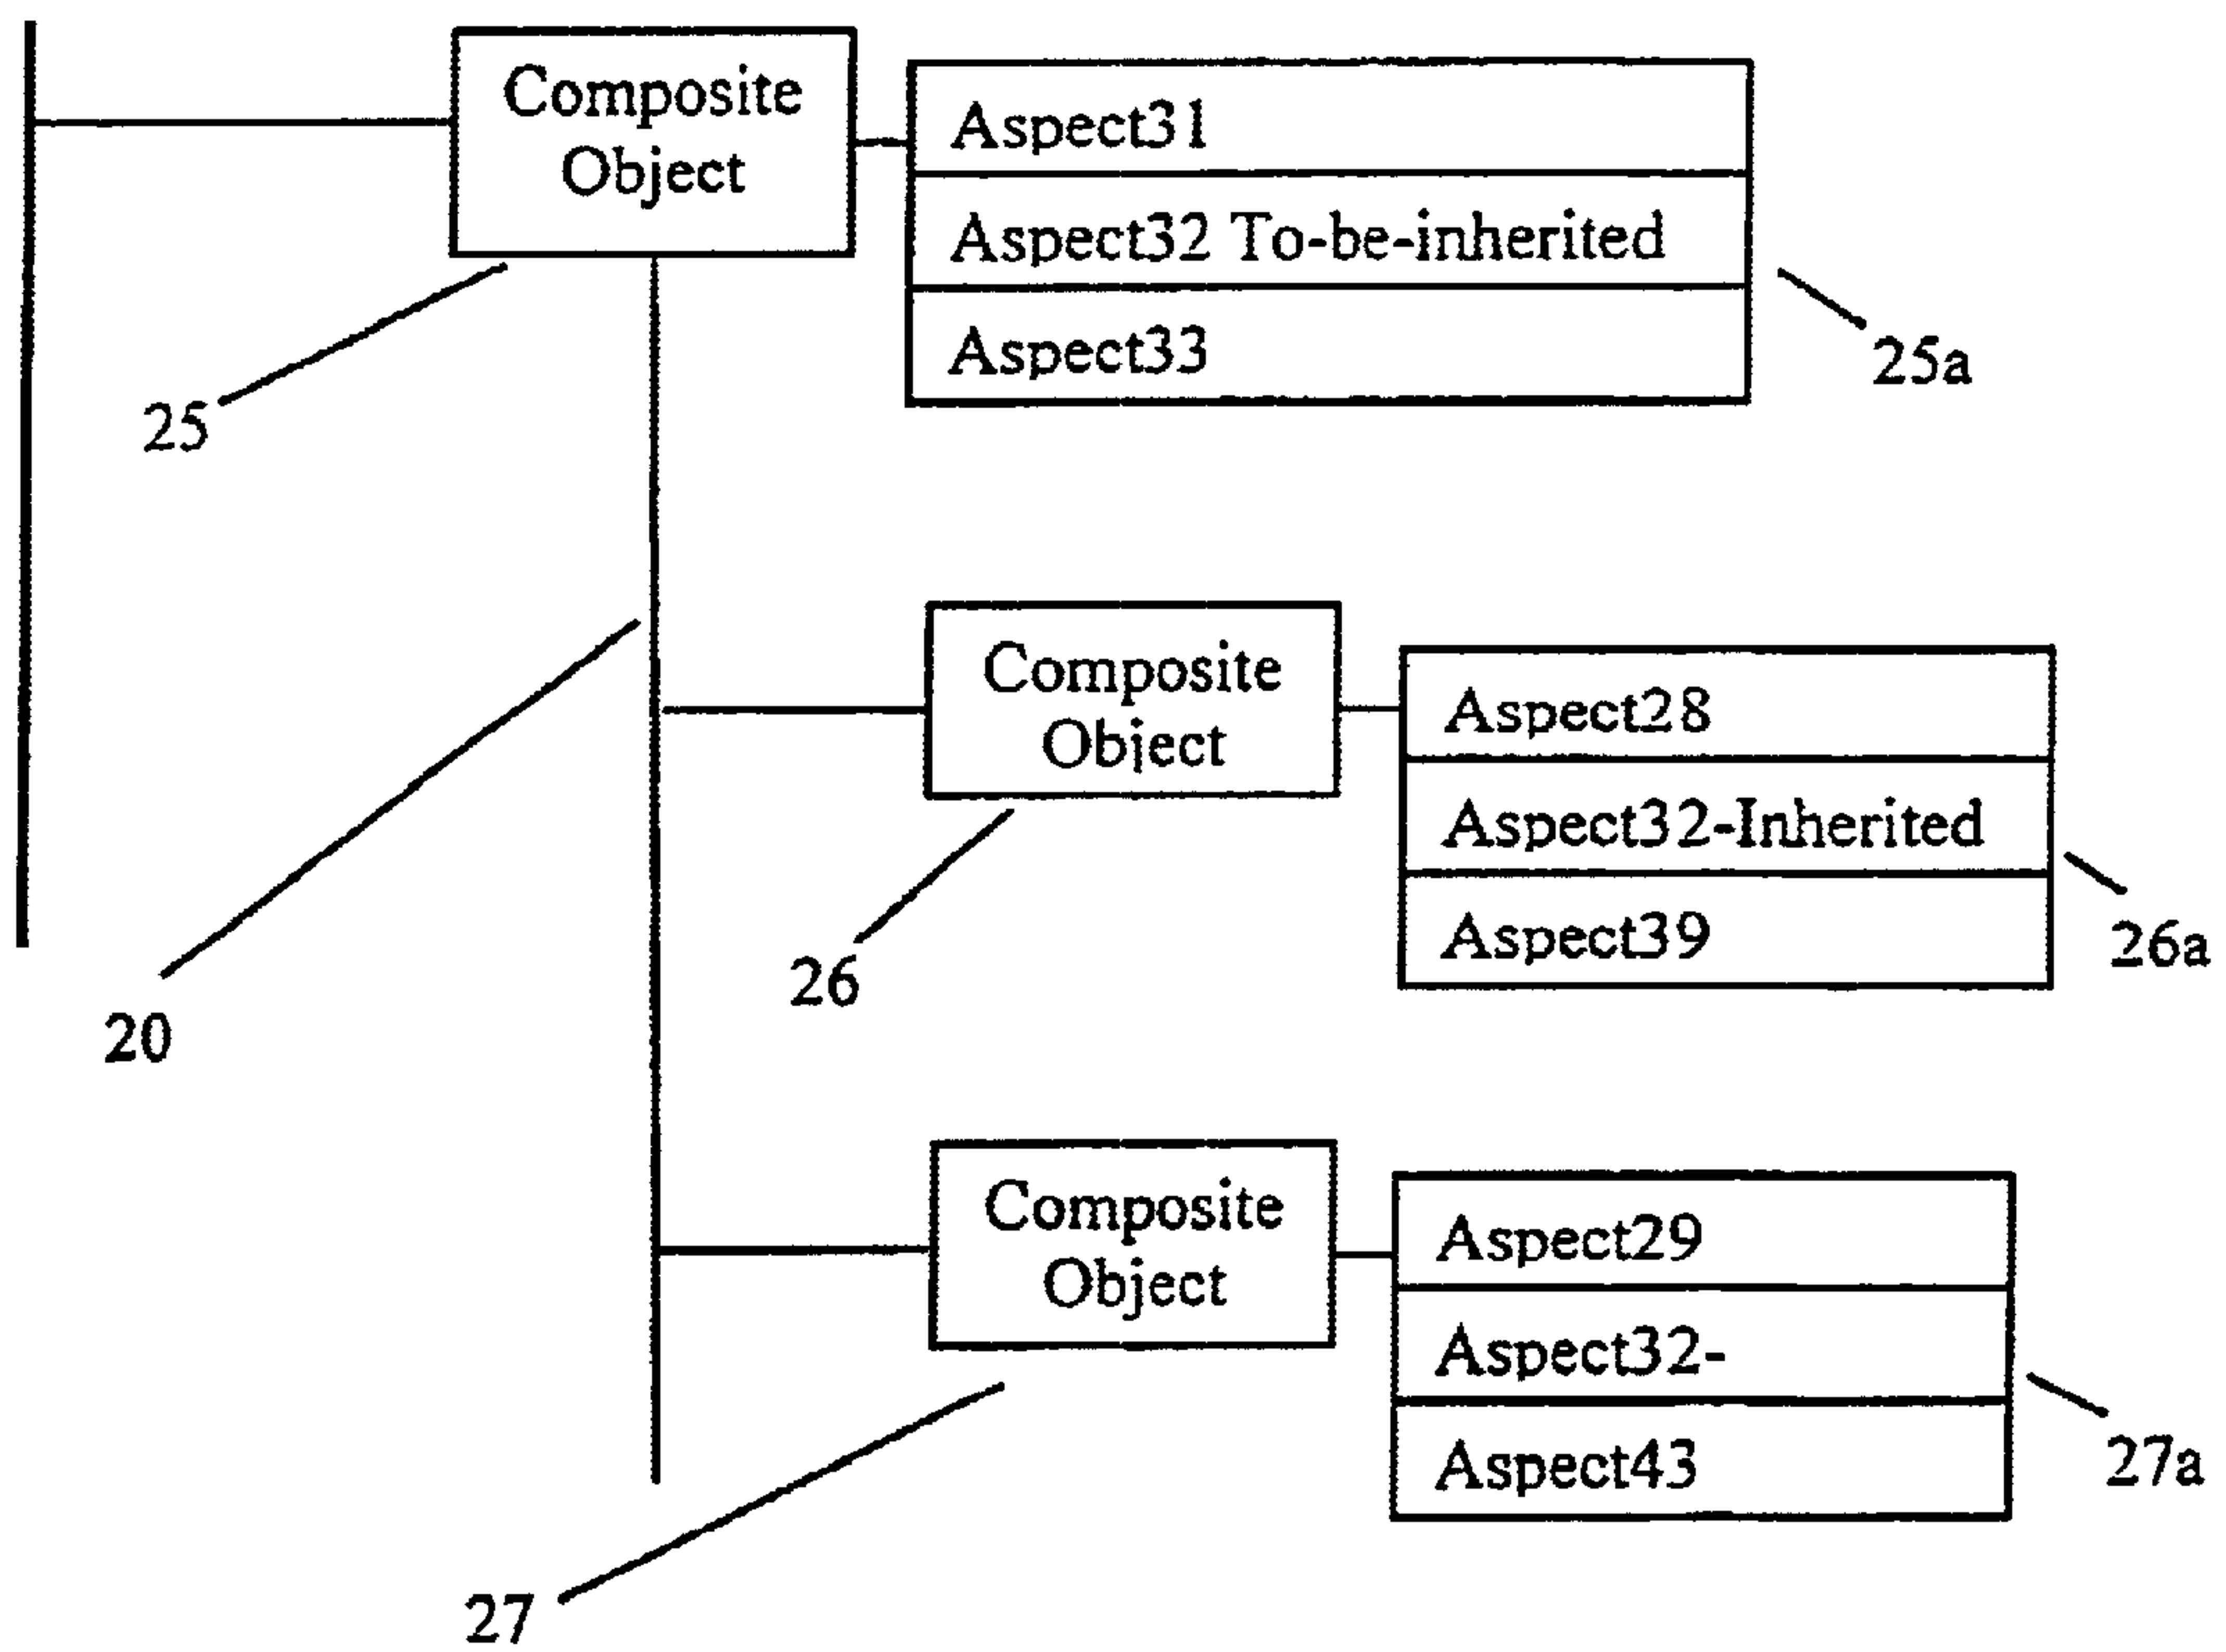 Composite
Object
Aspect31
Aspect32 To-be-inherited
Aspect33
25a
25
Composite
Object
Aspect28
Aspect32-Inherited
Aspect39
26a
26
20
Composite
Object
Aspect29
Aspect32-
Aspect43
27a
27